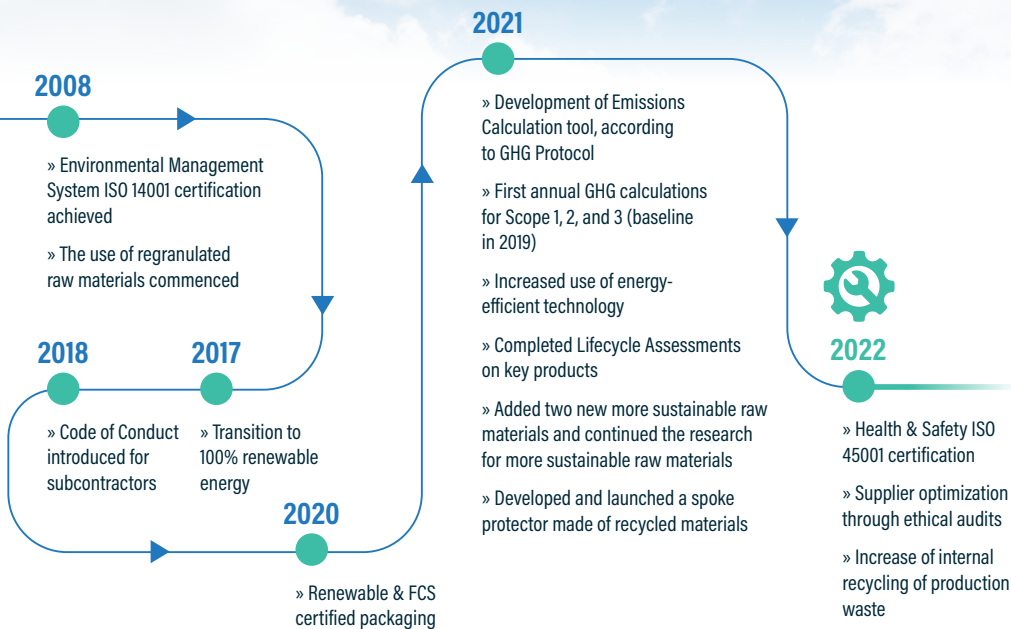 2008
» Environmental Management
System ISO 14001 certification
achieved
» The use of regranulated
raw materials commenced
2017
» Transition to
100% renewable
energy
2018
» Code of Conduct
introduced for
subcontractors
2020
» Renewable & FCS
certified packaging
2021
» Development of Emissions
Calculation tool, according
to GHG Protocol
» First annual GHG calculations
for Scope 1, 2, and 3 (baseline
in 2019)
» Increased use of energy-
efficient technology
» Completed Lifecycle Assessments
on key products
» Added two new more sustainable raw
materials and continued the research
for more sustainable raw materials
» Developed and launched a spoke
protector made of recycled materials
2022
» Health & Safety ISO
45001 certification
» Supplier optimization
through ethical audits
» Increase of internal
recycling of production
waste